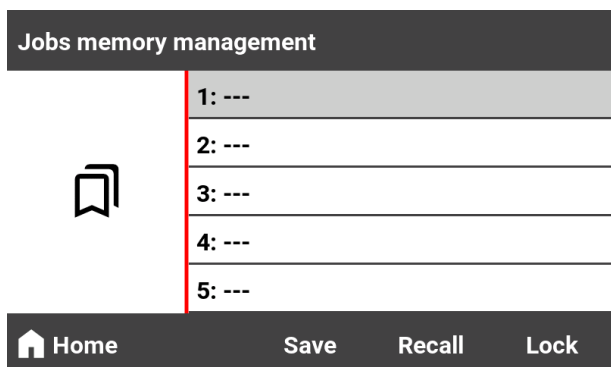 Jobs memory management
1: ---
2: ---
3: ---
4: ---
5: ---
Home Save Recall Lock